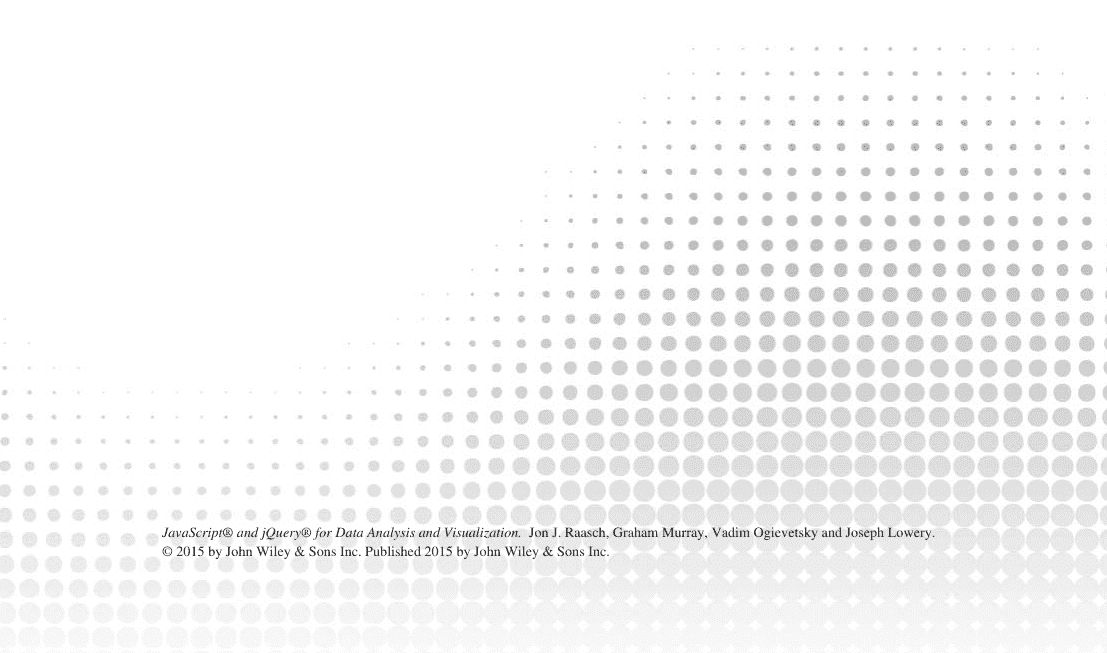 JavaScript® and jQuery® for Data Analysis and Visualization. Jon J. Raasch, Graham Murray, Vadim Ogievetsky and Joseph Lowery.
© 2015 by John Wiley & Sons Inc. Published 2015 by John Wiley & Sons Inc.